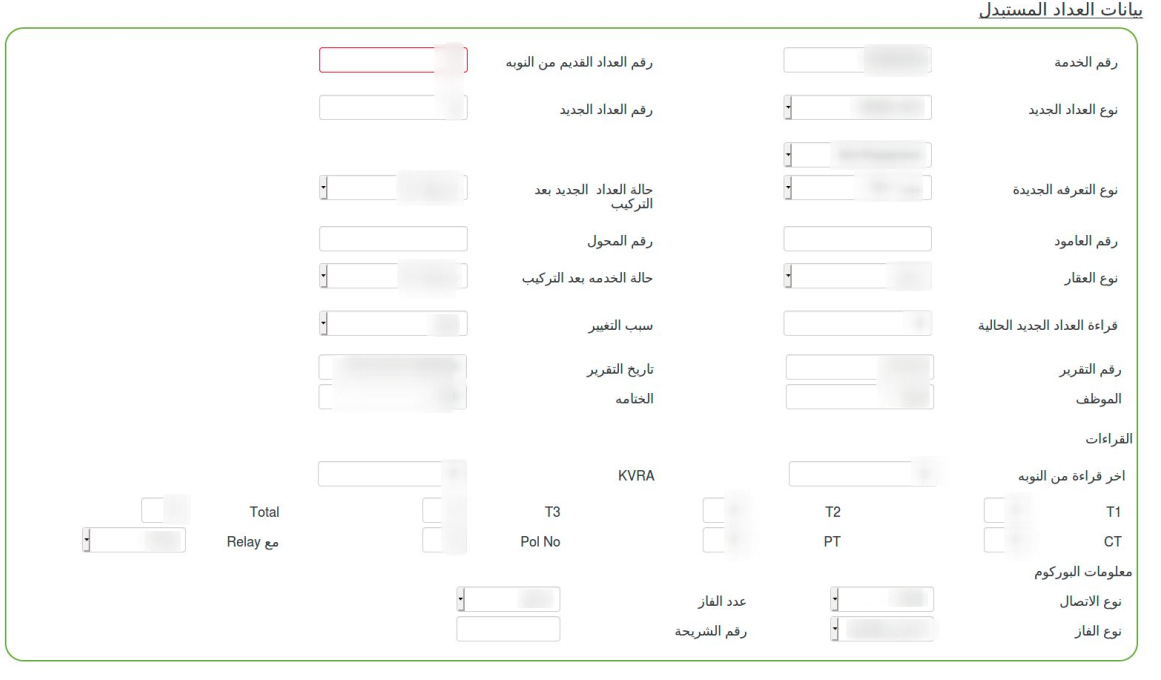 بيانات العداد المستبدل
رقم الخدمة رقم العداد القديم من النوبه
نوع العداد الجديد رقم العداد الجديد
نوع التعرفه الجديدة حالة العداد الجديد بعد التركيب
رقم العامود رقم المحول
نوع العقار حالة الخدمه بعد التركيب
قراءة العداد الجديد الحالية سبب التغيير
رقم التقرير تاريخ التقرير
الموظف الختامه
القراءات
اخر قراءة من النوبه KVRA
T1 T2 T3 Total
CT PT Pol No مع Relay
معلومات البوركوم
نوع الاتصال عدد الفاز
نوع الفاز رقم الشريحة